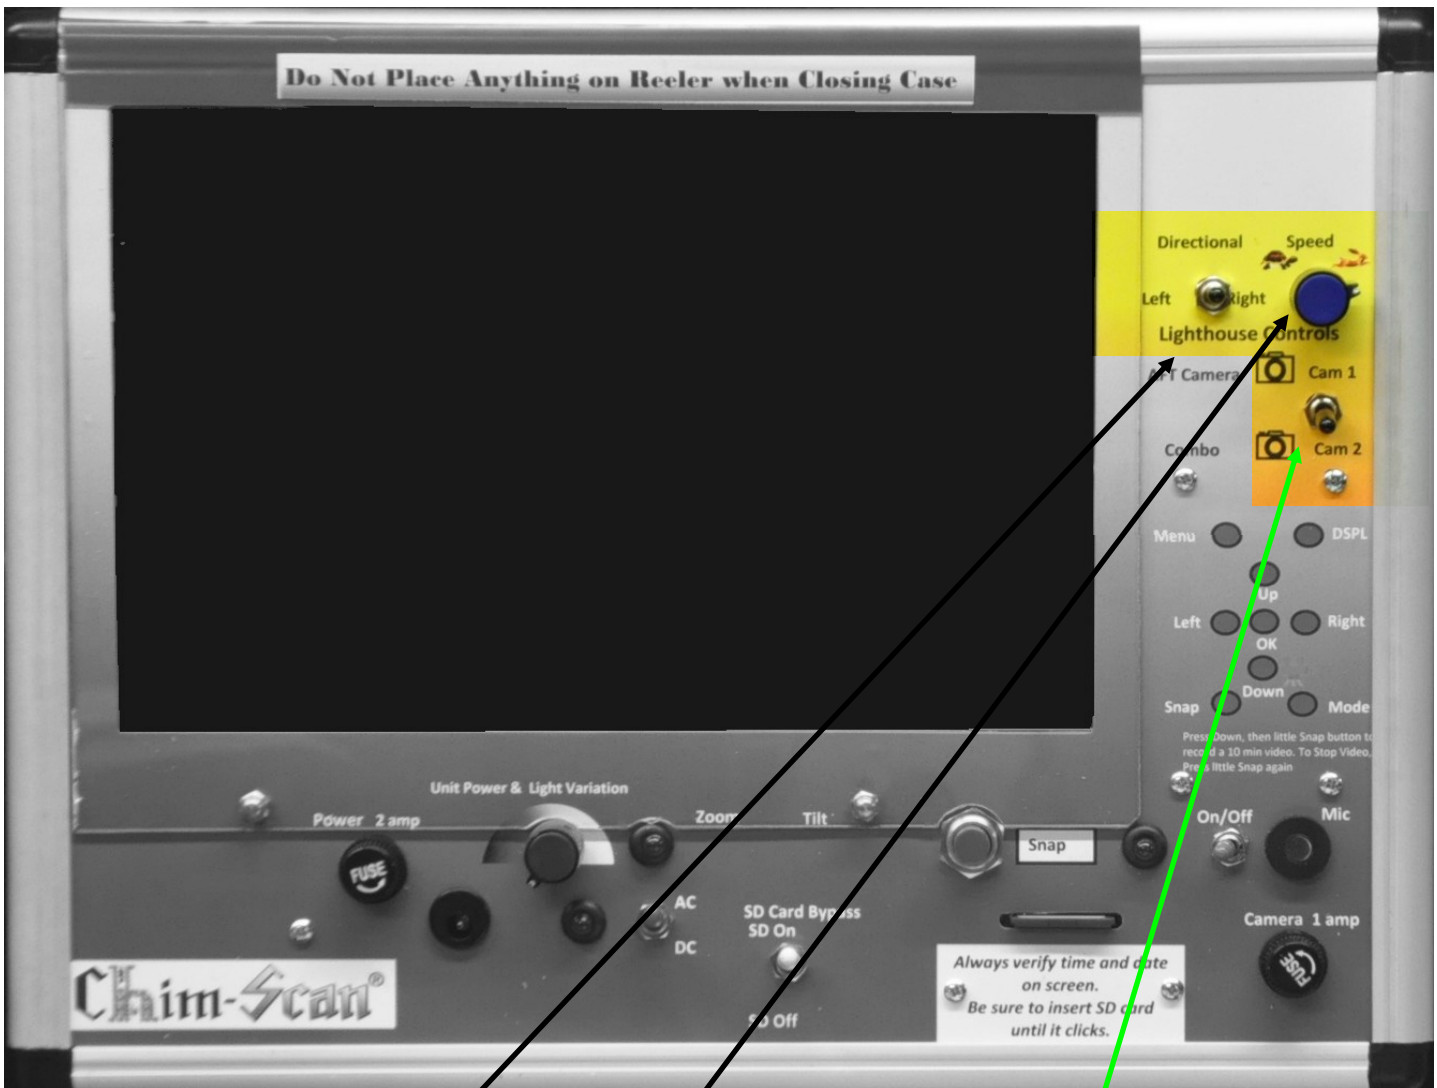 Do Not Place Anything on Reeler when Closing Case
Directional Speed
Left Right
Lighthouse Controls
AFT Camera Cam 1
Combo Cam 2
Menu DSPL
Up
Left Right
OK
Down
Snap Mode
Press Down, then little Snap button to
record a 10 min video. To Stop Video,
Press little Snap again
Unit Power & Light Variation
Power 2 amp
Zoom Tilt
On/Off Mic
Snap
FUSE
AC
DC
SD Card Bypass
SD On
SD Off
Camera 1 amp
FUSE
Always verify time and date
on screen.
Be sure to insert SD card
until it clicks.
Chim-Scan®